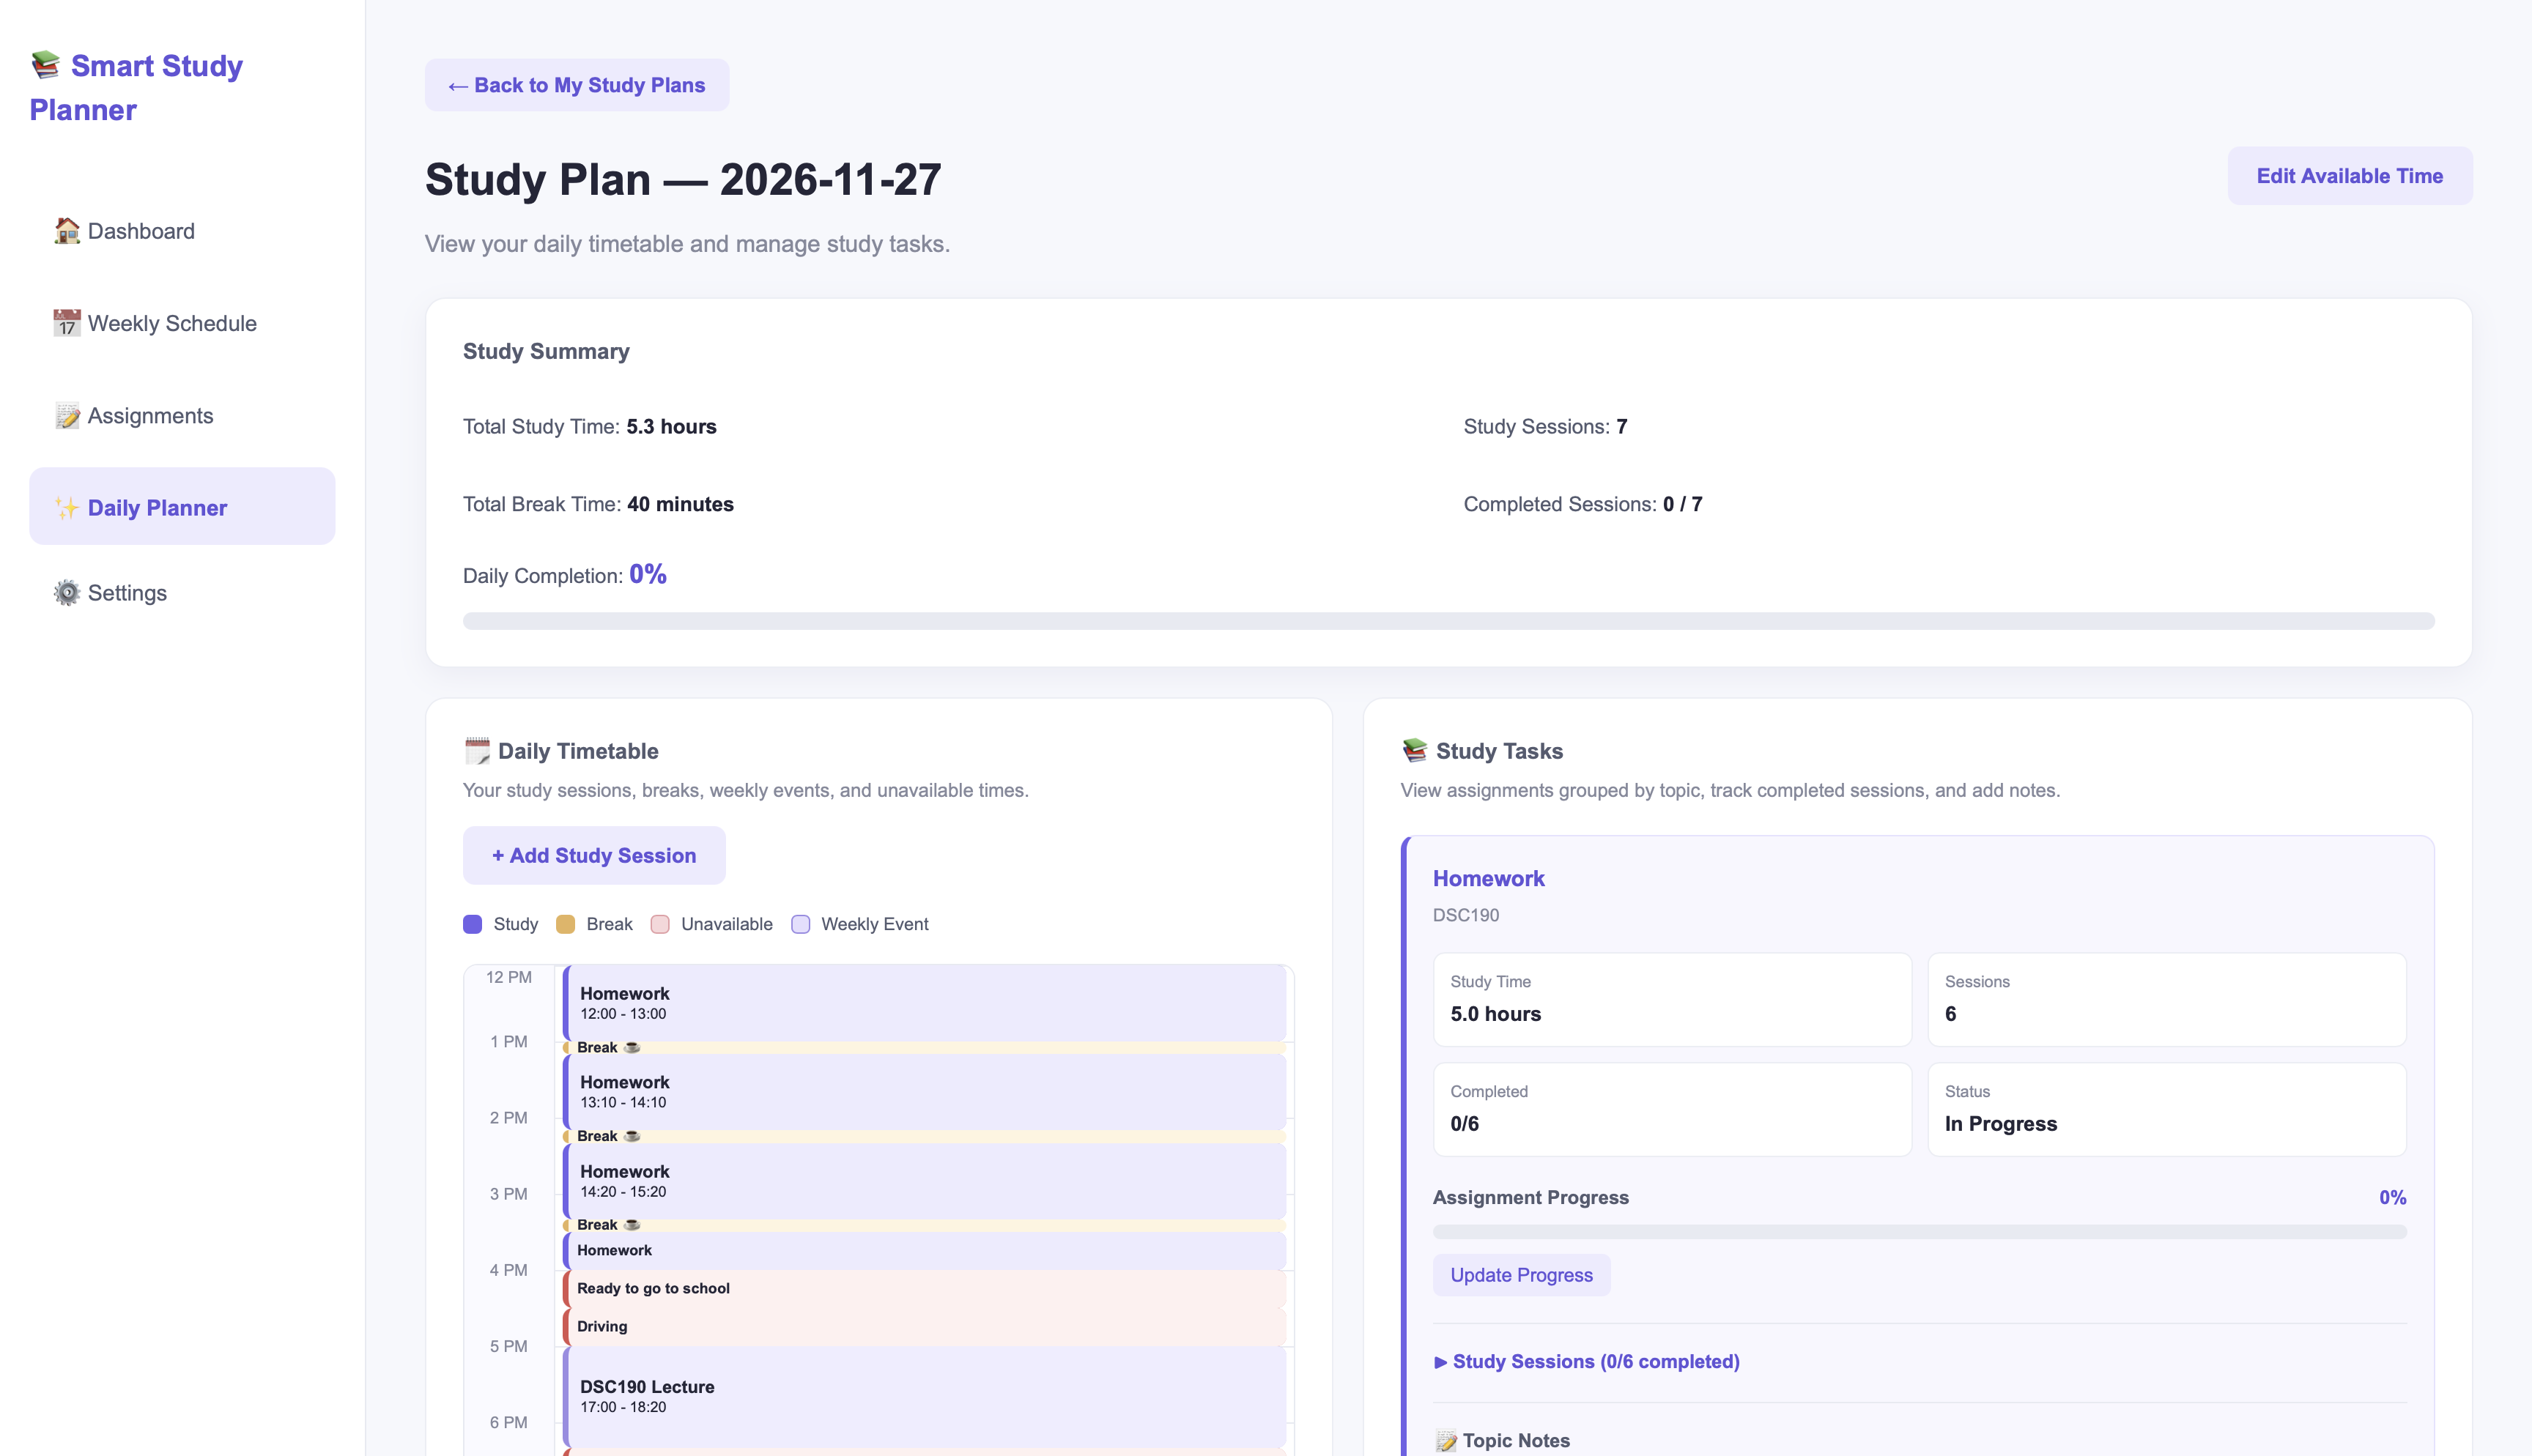 Smart Study
Planner
Dashboard
17
Weekly Schedule
Assignments
Daily Planner
Settings
← Back to My Study Plans
Study Plan — 2026-11-27
Edit Available Time
View your daily timetable and manage study tasks.
Study Summary
Total Study Time: 5.3 hours
Study Sessions: 7
Total Break Time: 40 minutes
Completed Sessions: 0 / 7
Daily Completion: 0%
Daily Timetable
Your study sessions, breaks, weekly events, and unavailable times.
+ Add Study Session
Study
Break
Unavailable
Weekly Event
12 PM
Homework
12:00 - 13:00
1 PM
Break
Homework
13:10 - 14:10
2 PM
Break
Homework
14:20 - 15:20
3 PM
Break
Homework
4 PM
Ready to go to school
Driving
5 PM
DSC190 Lecture
17:00 - 18:20
6 PM
Study Tasks
View assignments grouped by topic, track completed sessions, and add notes.
Homework
DSC190
Study Time
5.0 hours
Sessions
6
Completed
0/6
Status
In Progress
Assignment Progress
0%
Update Progress
▶ Study Sessions (0/6 completed)
Topic Notes